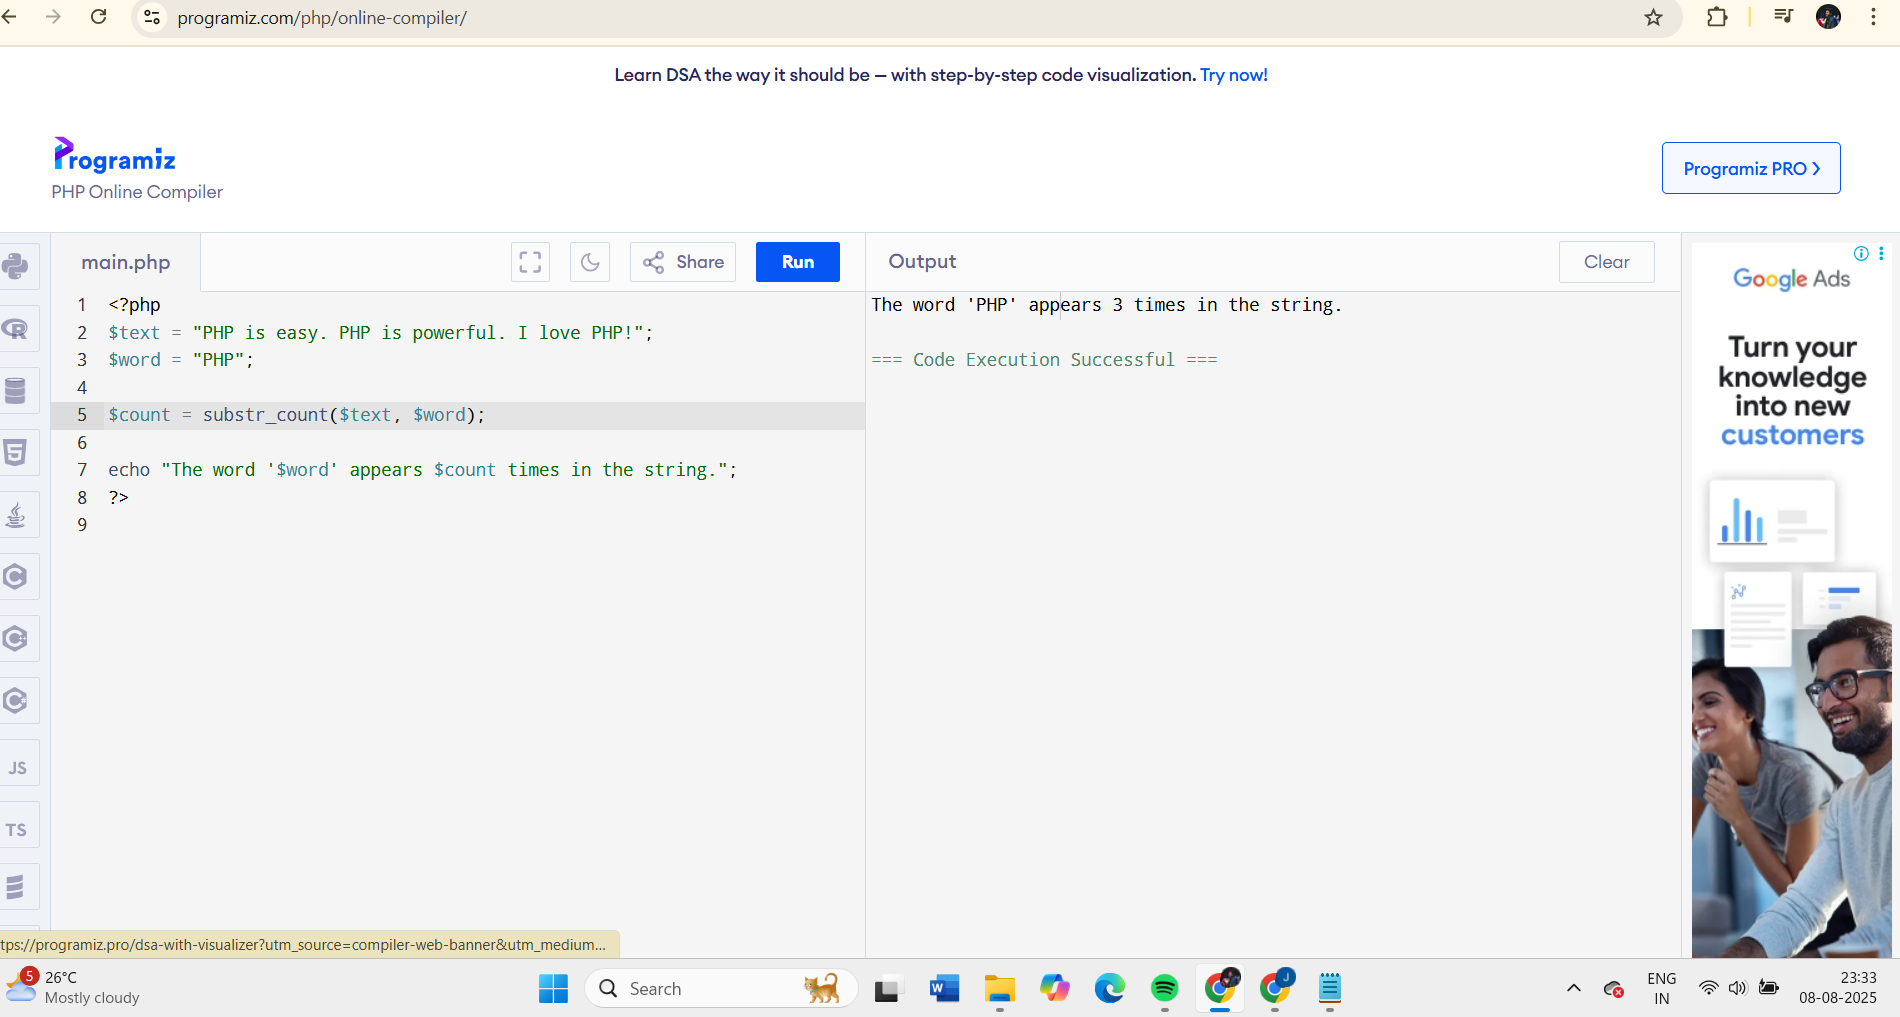 programiz.com/php/online-compiler/
Learn DSA the way it should be — with step-by-step code visualization. Try now!
Programiz
PHP Online Compiler
Programiz PRO >
main.php
Share
Run
Output
Clear
1 <?php
2 $text = "PHP is easy. PHP is powerful. I love PHP!";
3 $word = "PHP";
4
5 $count = substr_count($text, $word);
6
7 echo "The word '$word' appears $count times in the string.";
8 ?>
9
The word 'PHP' appears 3 times in the string.
=== Code Execution Successful ===
R
5
C
C
C
JS
TS
Google Ads
Turn your
knowledge
into new
customers
tps://programiz.pro/dsa-with-visualizer?utm_source=compiler-web-banner&utm_medium...
5
26°C
Mostly cloudy
Search
W
J
ENG
IN
23:33
08-08-2025